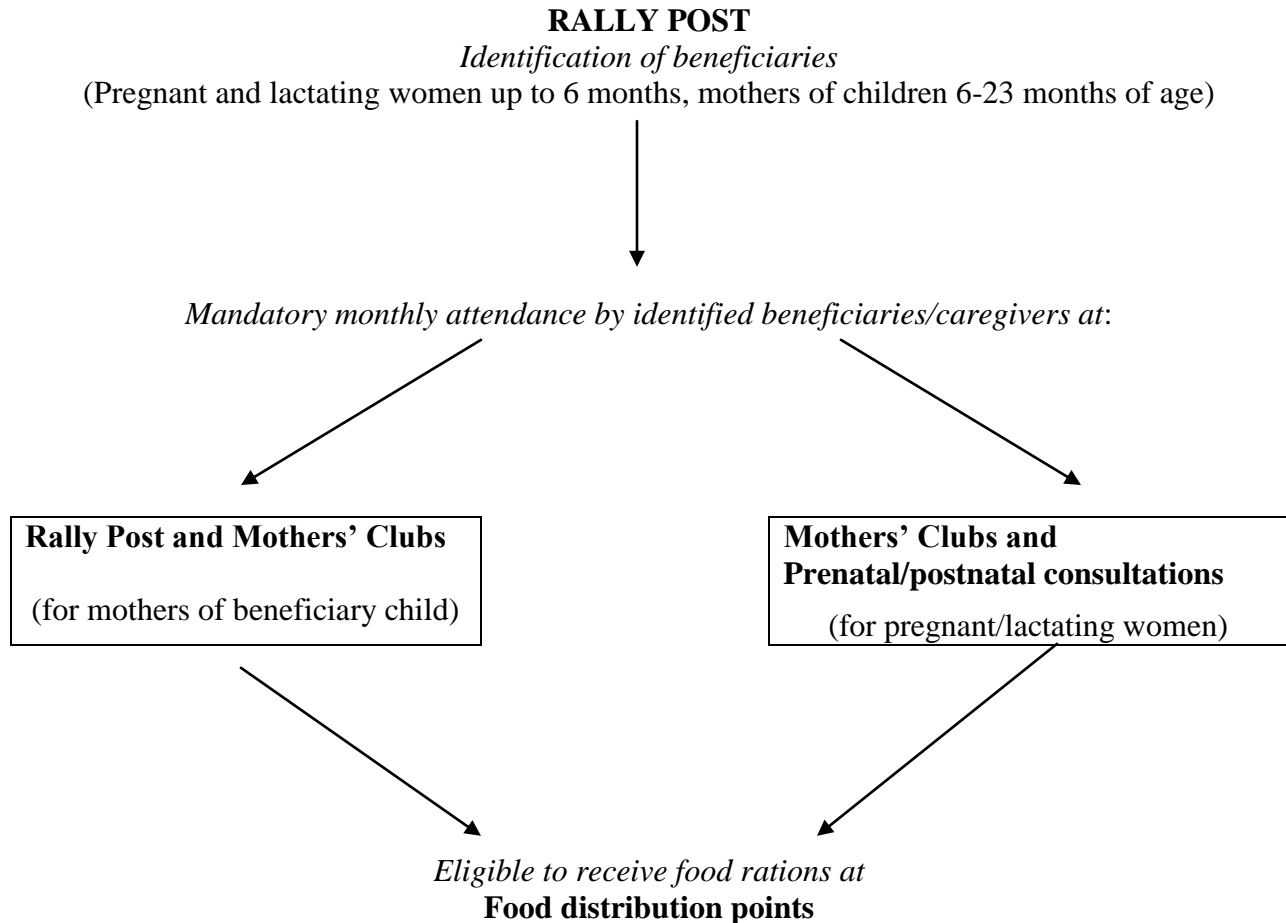 RALLY POST
Identification of beneficiaries
(Pregnant and lactating women up to 6 months, mothers of children 6-23 months of age)
Mandatory monthly attendance by identified beneficiaries/caregivers at:
Rally Post and Mothers’ Clubs
(for mothers of beneficiary child)
Mothers’ Clubs and
Prenatal/postnatal consultations
(for pregnant/lactating women)
Eligible to receive food rations at
Food distribution points